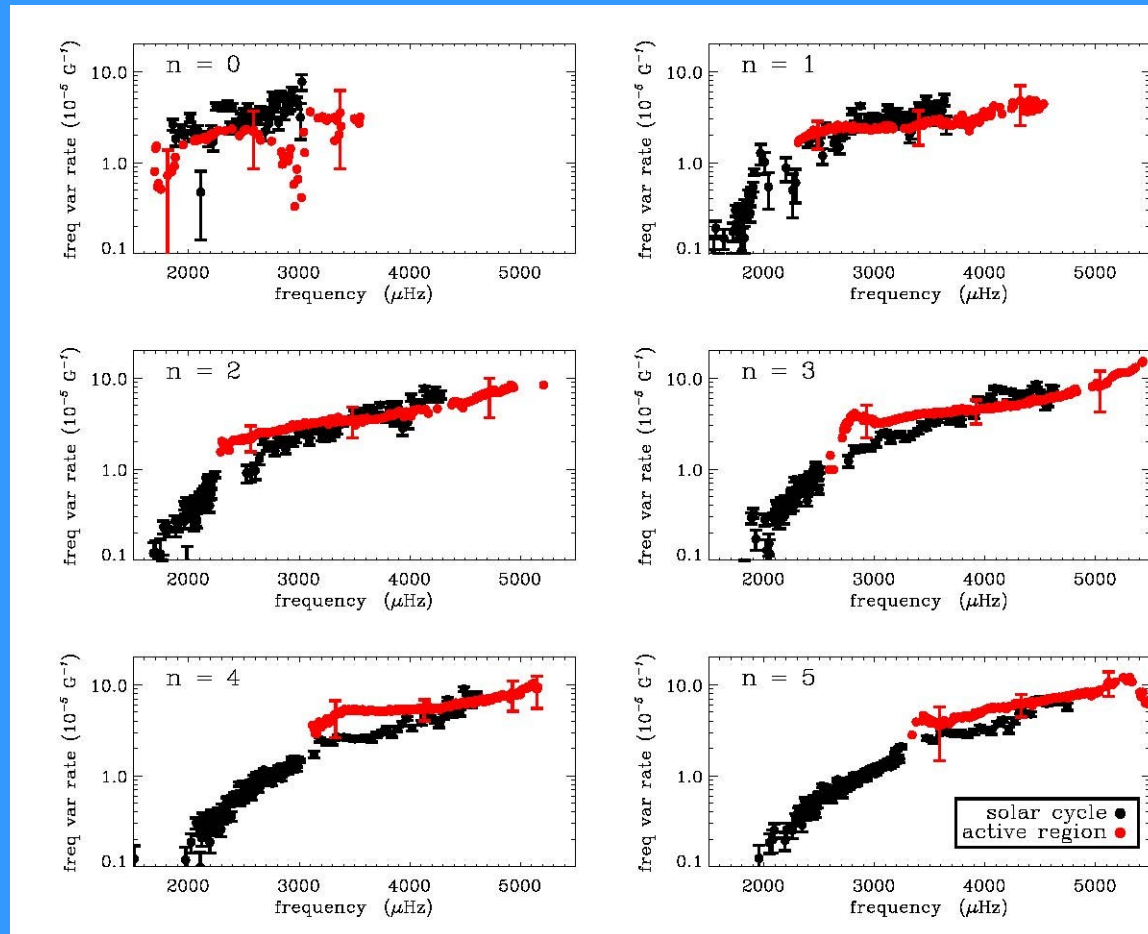 n = 0
10.0
1.0
0.1
freq var rate (10⁻⁵ G⁻¹)
2000 3000 4000 5000
frequency (μHz)
n = 1
10.0
1.0
0.1
freq var rate (10⁻⁵ G⁻¹)
2000 3000 4000 5000
frequency (μHz)
n = 2
10.0
1.0
0.1
freq var rate (10⁻⁵ G⁻¹)
2000 3000 4000 5000
frequency (μHz)
n = 3
10.0
1.0
0.1
freq var rate (10⁻⁵ G⁻¹)
2000 3000 4000 5000
frequency (μHz)
n = 4
10.0
1.0
0.1
freq var rate (10⁻⁵ G⁻¹)
2000 3000 4000 5000
frequency (μHz)
n = 5
10.0
1.0
0.1
freq var rate (10⁻⁵ G⁻¹)
2000 3000 4000 5000
frequency (μHz)
solar cycle
active region